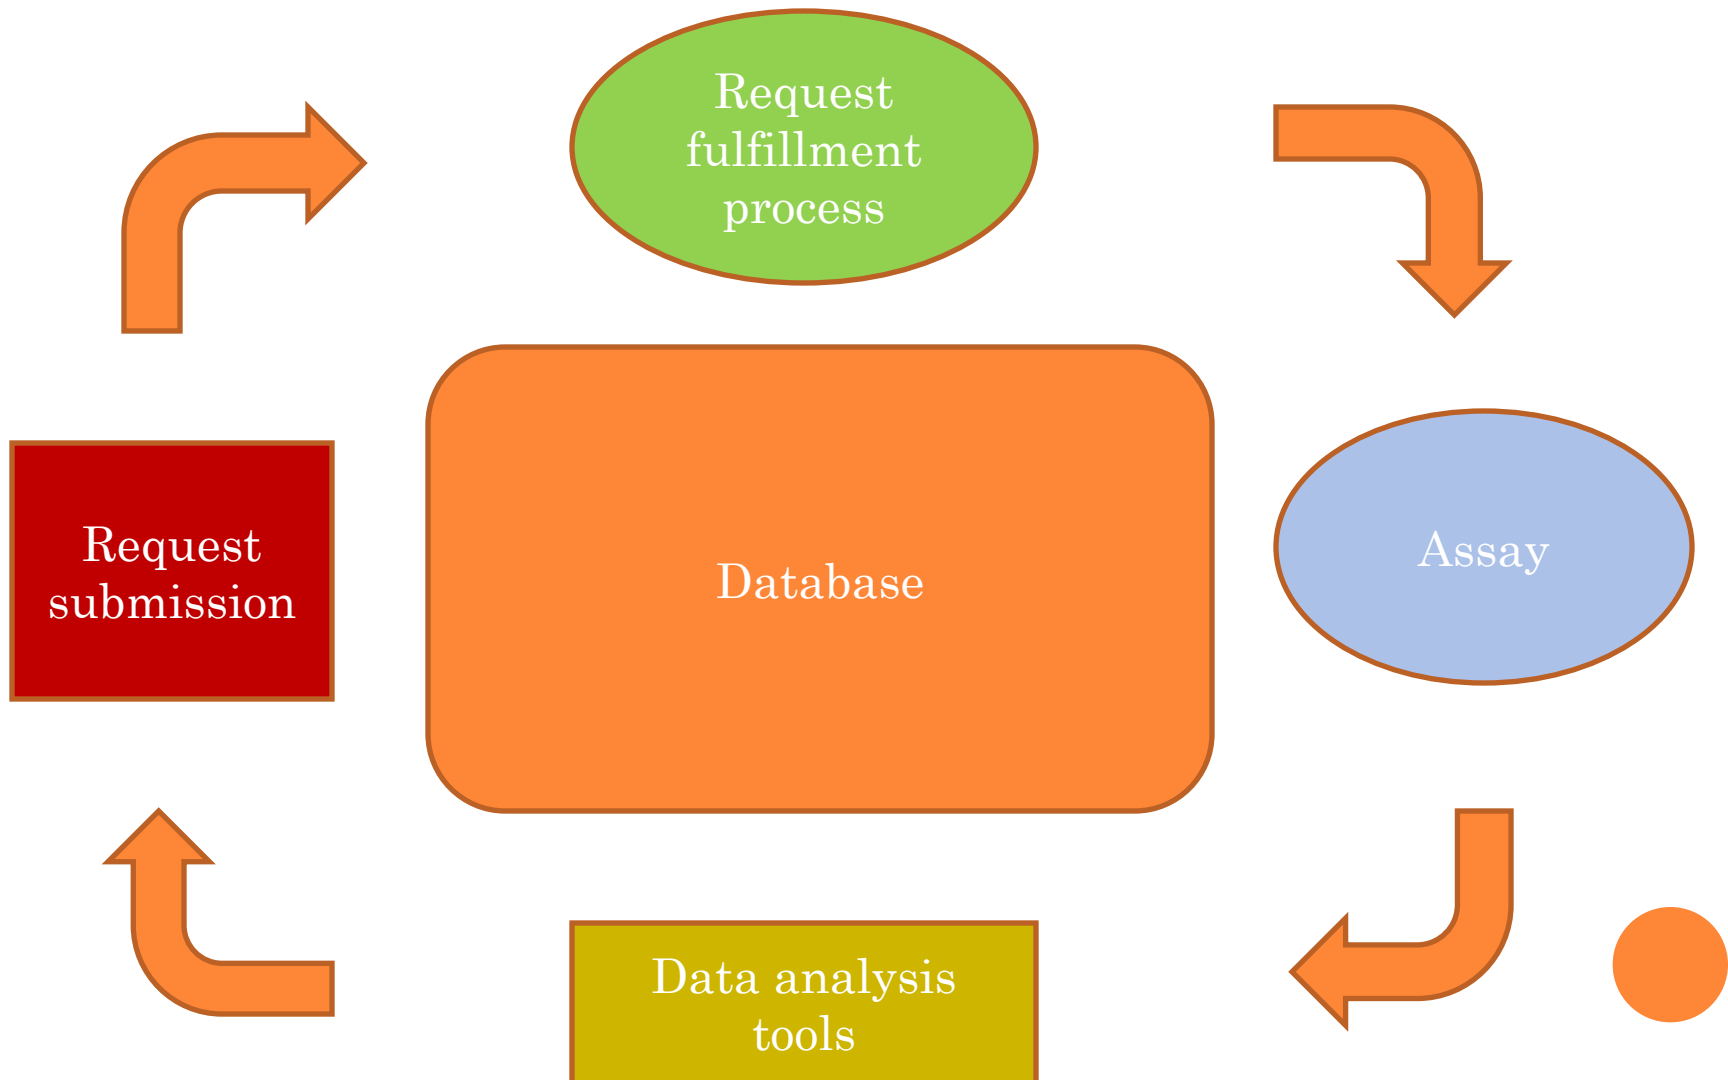 Request
fulfillment
process
Request
submission
Database
Assay
Data analysis
tools